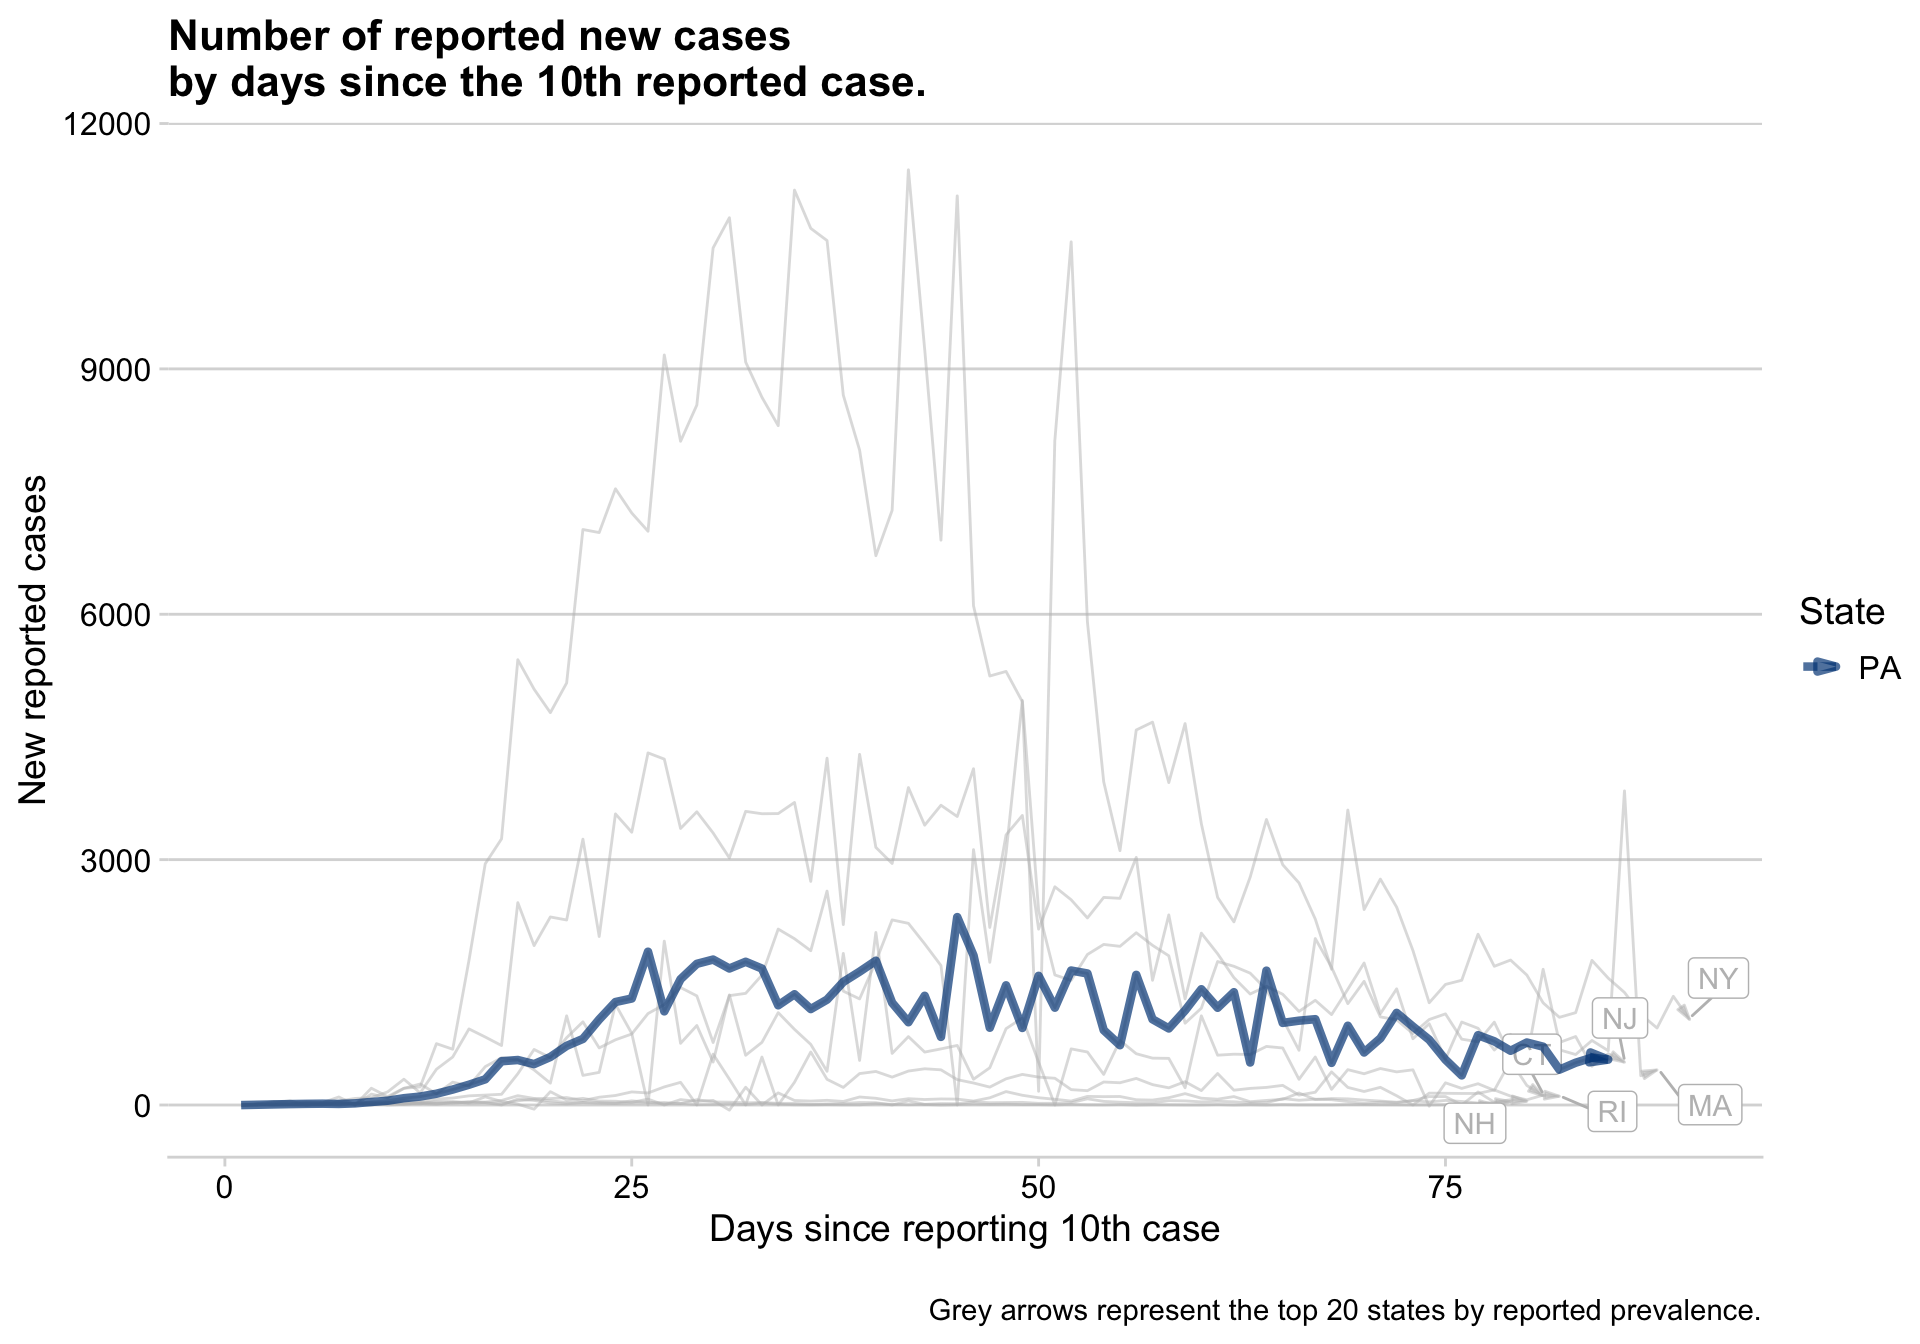 Number of reported new cases
by days since the 10th reported case.
12000
9000
6000
3000
0
New reported cases
0
25
50
75
Days since reporting 10th case
NY
NJ
CT
MA
RI
NH
State
PA
Grey arrows represent the top 20 states by reported prevalence.